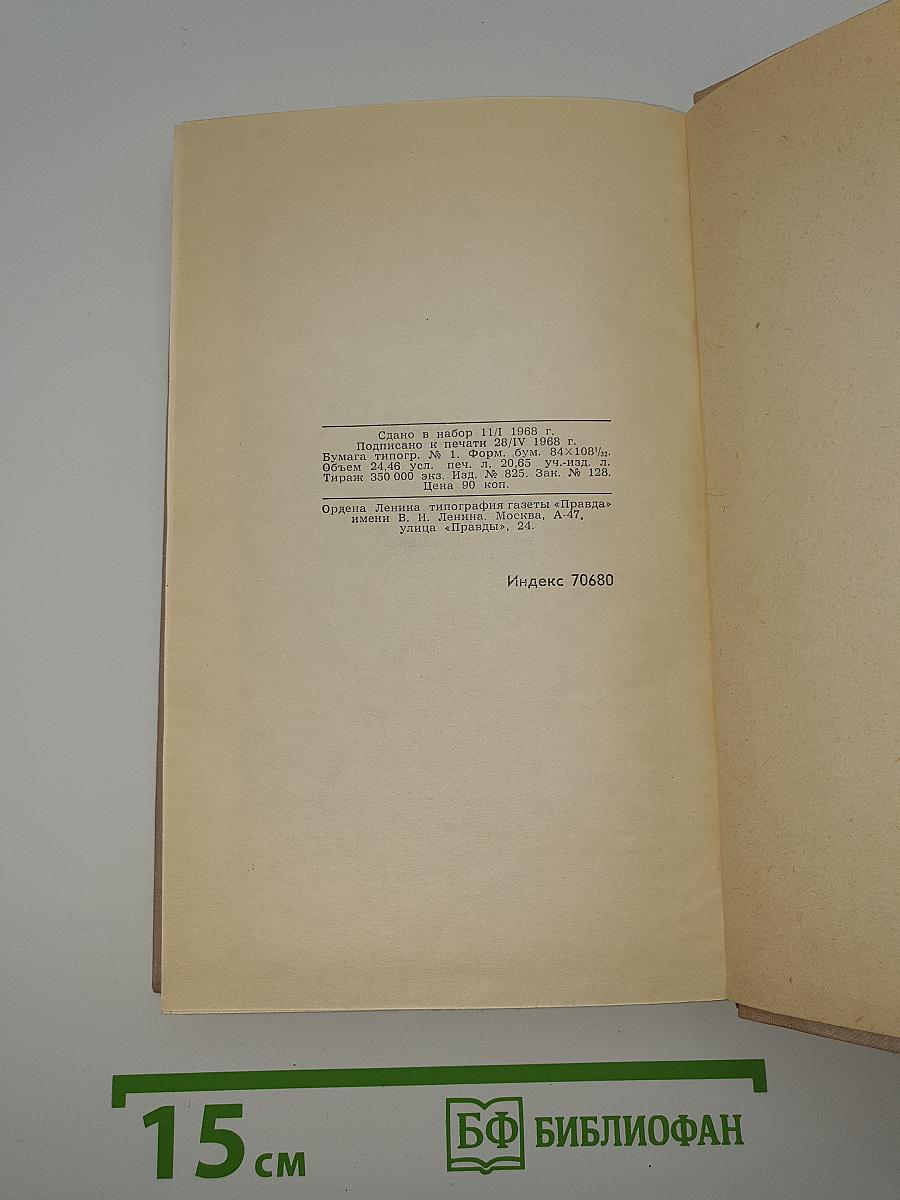 Сдано в набор 11/I 1968 г.
Подписано к печати 28/IV 1968 г.
Бумага типогр. № 1. Форм. бум. 84×108¹/₃₂.
Объем 24,46 усл. печ. л. 20,65 уч.-изд. л.
Тираж 350 000 экз. Изд. № 825. Зак. № 128.
Цена 90 коп.
Ордена Ленина типография газеты «Правда»
имени В. И. Ленина. Москва, А-47,
улица «Правды», 24.
Индекс 70680
15 см
БФ БИБЛИОФАН